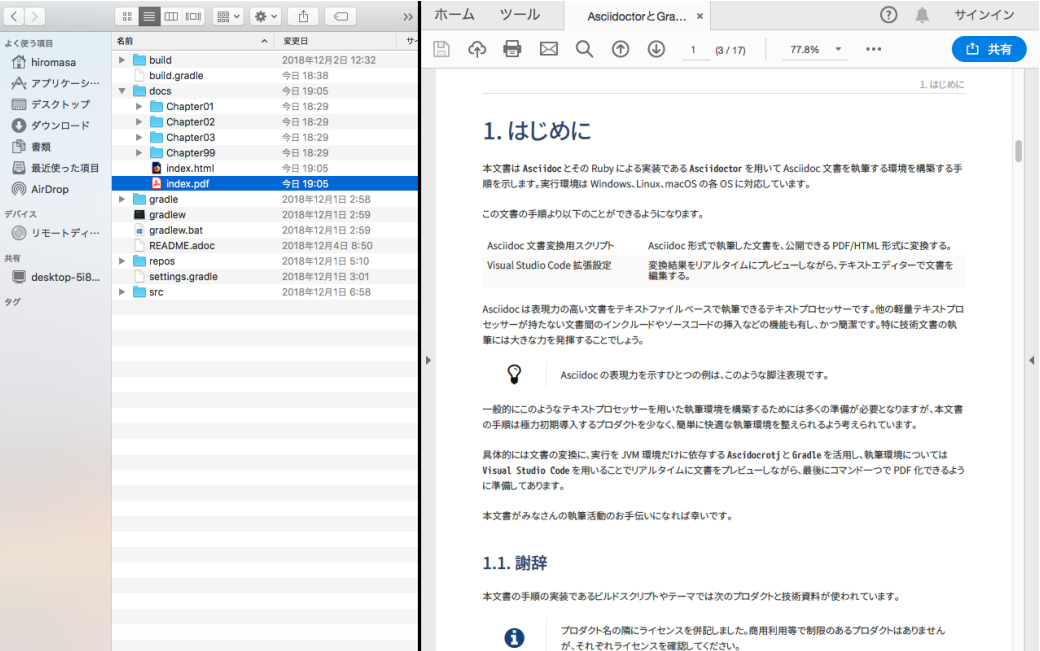 よく使う項目
hiromasa
アプリケーシ…
デスクトップ
ダウンロード
書類
最近使った項目
AirDrop
デバイス
リモートディ…
共有
desktop-5i8...
タグ
名前 変更日 サイ
build 2018年12月2日 12:32
build.gradle 今日 18:38
docs 今日 19:05
Chapter01 今日 18:29
Chapter02 今日 18:29
Chapter03 今日 18:29
Chapter99 今日 18:29
index.html 今日 19:05
index.pdf 今日 19:05
gradle 2018年12月1日 2:58
gradlew 2018年12月1日 2:59
gradlew.bat 2018年12月1日 2:59
README.adoc 2018年12月4日 8:50
repos 2018年12月1日 5:10
settings.gradle 2018年12月1日 3:01
src 2018年12月1日 6:58
ホーム ツール AsciidoctorとGra... × サインイン
1 (3 / 17) 77.8% 共有
1. はじめに
1. はじめに
本文書は Asciidoc とその Ruby による実装である Asciidoctor を用いて Asciidoc 文書を執筆する環境を構築する手
順を示します。実行環境は Windows、Linux、macOS の各 OS に対応しています。
この文書の手順より以下のことができるようになります。
Asciidoc 文書変換用スクリプト Asciidoc 形式で執筆した文書を、公開できる PDF/HTML 形式に変換する。
Visual Studio Code 拡張設定 変換結果をリアルタイムにプレビューしながら、テキストエディターで文書を
編集する。
Asciidoc は表現力の高い文書をテキストファイルベースで執筆できるテキストプロセッサーです。他の軽量テキストプロ
セッサーが持たない文書間のインクルードやソースコードの挿入などの機能も有し、かつ簡潔です。特に技術文書の執
筆には大きな力を発揮することでしょう。
Asciidoc の表現力を示すひとつの例は、このような脚注表現です。
一般的にこのようなテキストプロセッサーを用いた執筆環境を構築するためには多くの準備が必要となりますが、本文書
の手順は極力初期導入するプロダクトを少なく、簡単に快適な執筆環境を整えられるよう考えられています。
具体的には文書の変換に、実行を JVM 環境だけに依存する Ascidocrotj と Gradle を活用し、執筆環境については
Visual Studio Code を用いることでリアルタイムに文書をプレビューしながら、最後にコマンド一つで PDF 化できるよう
に準備してあります。
本文書がみなさんの執筆活動のお手伝いになれば幸いです。
1.1. 謝辞
本文書の手順の実装であるビルドスクリプトやテーマでは次のプロダクトと技術資料が使われています。
プロダクト名の隣にライセンスを併記しました。商用利用等で制限のあるプロダクトはありません
が、それぞれライセンスを確認してください。